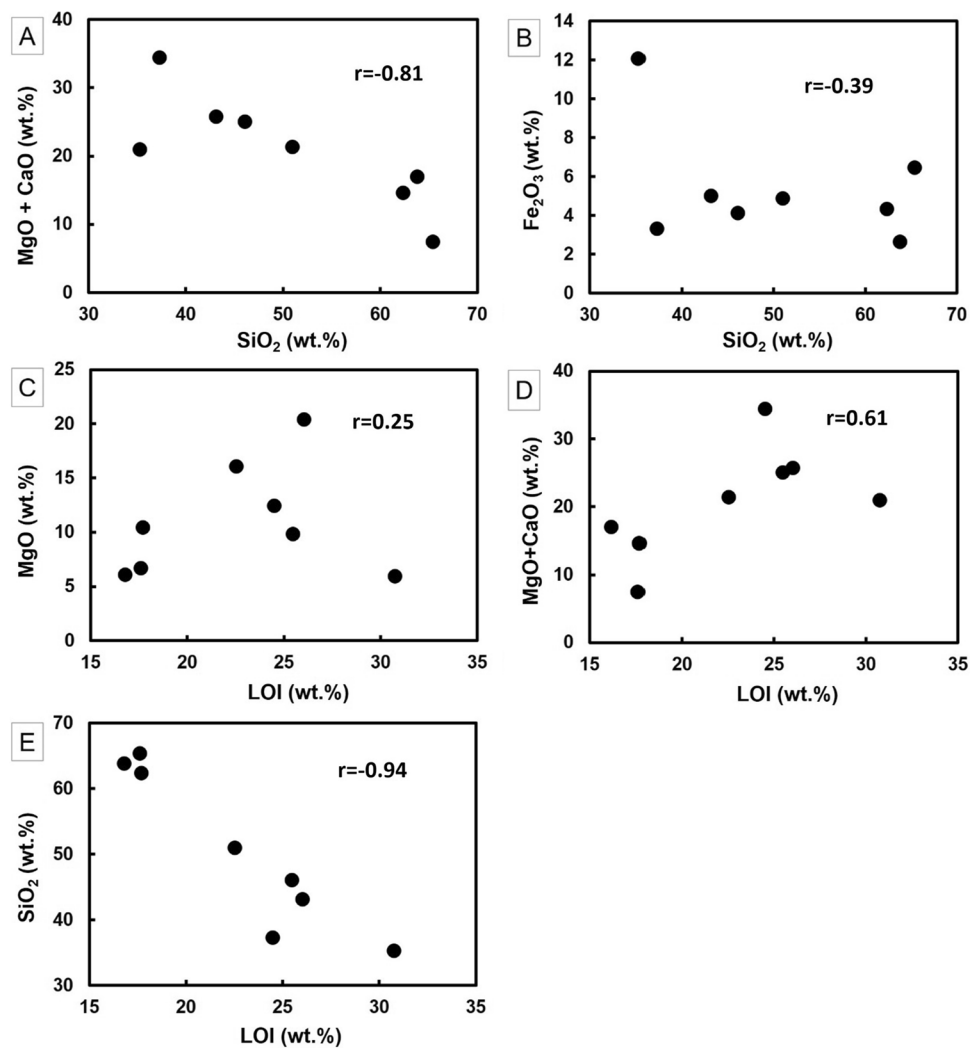 A
r=-0.81
MgO + CaO (wt.%)
40
30
20
10
0
30 40 50 60 70
SiO₂ (wt.%)
B
r=-0.39
Fe₂O₃ (wt.%)
14
12
10
8
6
4
2
0
30 40 50 60 70
SiO₂ (wt.%)
C
r=0.25
MgO (wt.%)
25
20
15
10
5
0
15 20 25 30 35
LOI (wt.%)
D
r=0.61
MgO+CaO (wt.%)
40
30
20
10
0
15 20 25 30 35
LOI (wt.%)
E
r=-0.94
SiO₂ (wt.%)
70
60
50
40
30
15 20 25 30 35
LOI (wt.%)